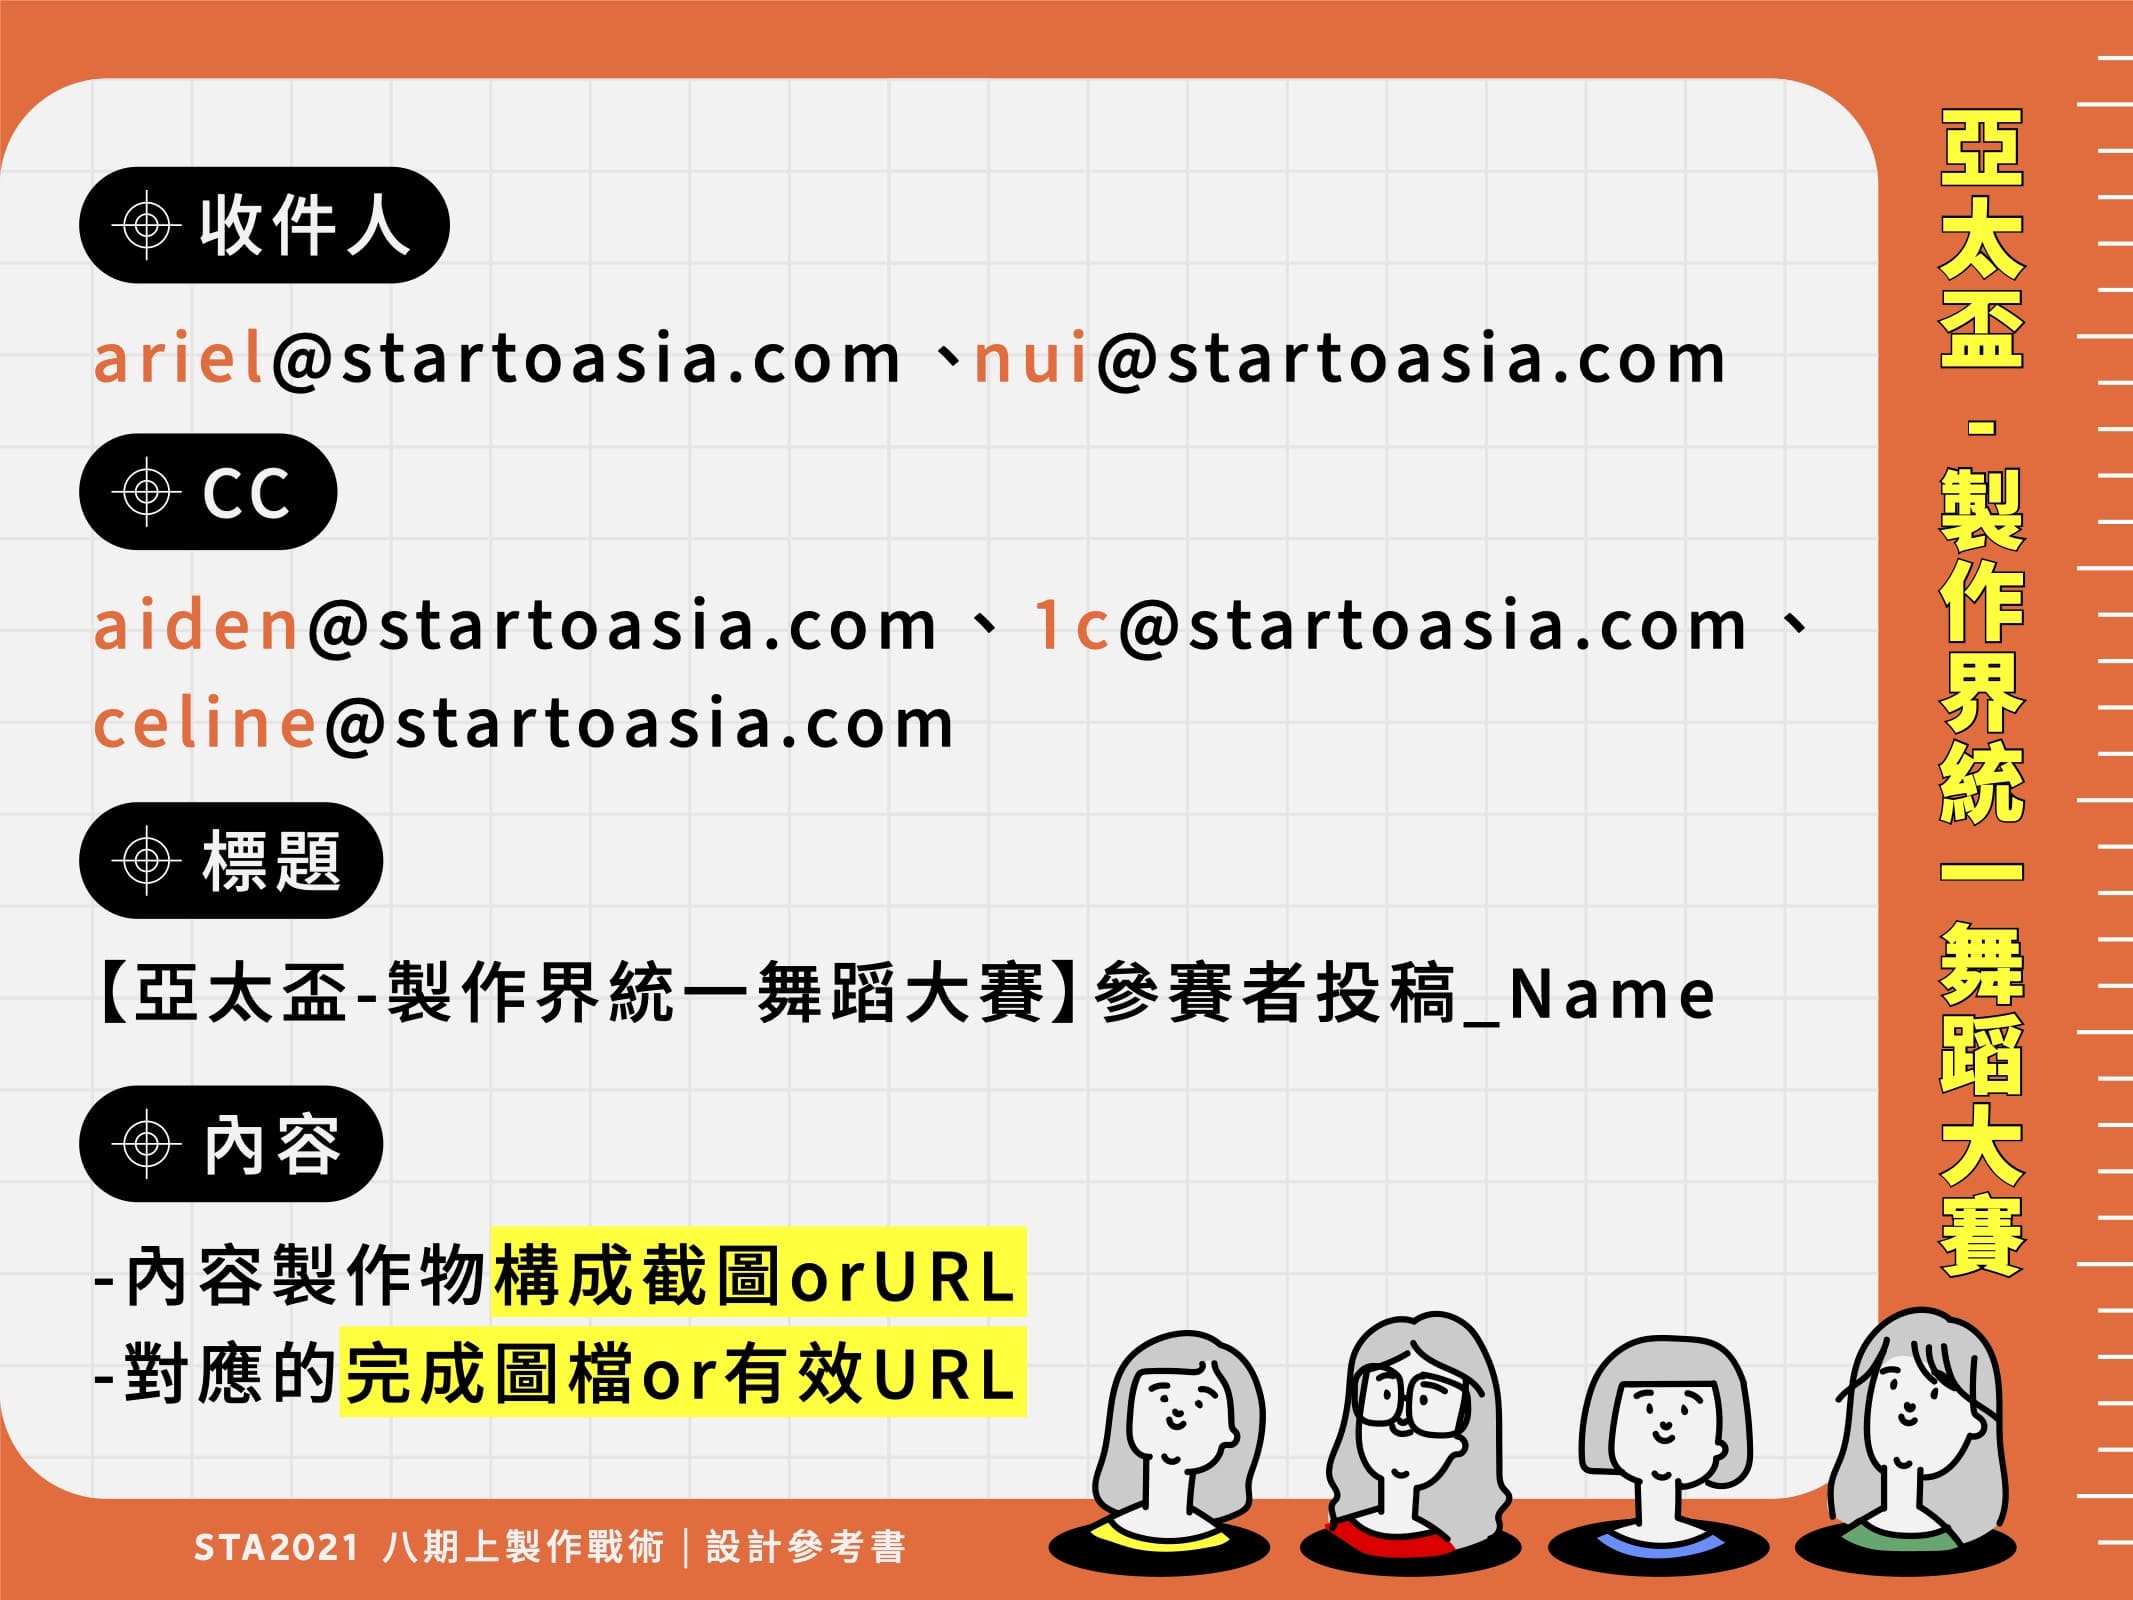 收件人
ariel@startoasia.com、nui@startoasia.com
CC
aiden@startoasia.com、1c@startoasia.com、
celine@startoasia.com
標題
【亞太盃-製作界統一舞蹈大賽】參賽者投稿_Name
內容
-內容製作物構成截圖orURL
-對應的完成圖檔or有效URL
亞太盃-製作界統一舞蹈大賽
STA2021 八期上製作戰術|設計參考書